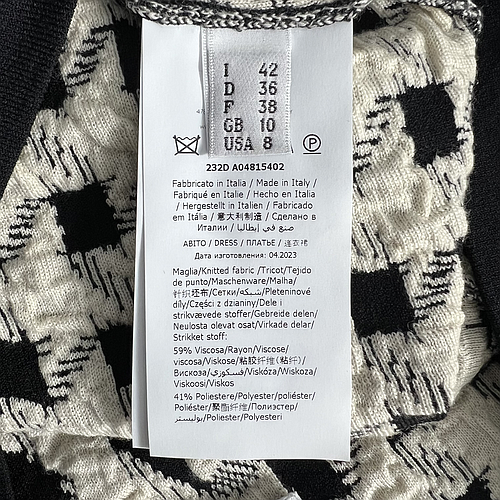 I 42
D 36
F 38
GB 10
USA 8
P
232D A04815402
Fabbricato in Italia / Made in Italy /
Fabriqué en Italie / Hecho en Italia
/ Hergestellt in Italien / Fabricado
em Itália / 意大利制造 / Сделано в
Италии / صنع في إيطاليا
ABITO / DRESS / ПЛАТЬЕ / 连衣裙
Дата изготовления: 04.2023
Maglia/Knitted fabric /Tricot/Tejido
de punto/Maschenware/Malha/
针织坯布/Сетки/شبكه/Pleteninové
díly/Części z dzianiny/Dele i
strikvævede stoffer/Gebreide delen/
Neulosta olevat osat/Virkade delar/
Strikket stoff:
59% Viscosa/Rayon/Viscose/
viscosa/Viskose/粘胶纤维(粘纤)/
Вискоза/فسكوزي/Viskóza/Wiskoza/
Viskoosi/Viskos
41% Poliestere/Polyester/poliéster/
Poliéster/聚酯纤维/Полиэстер/
بوليستر/Poliester/Polyesteri